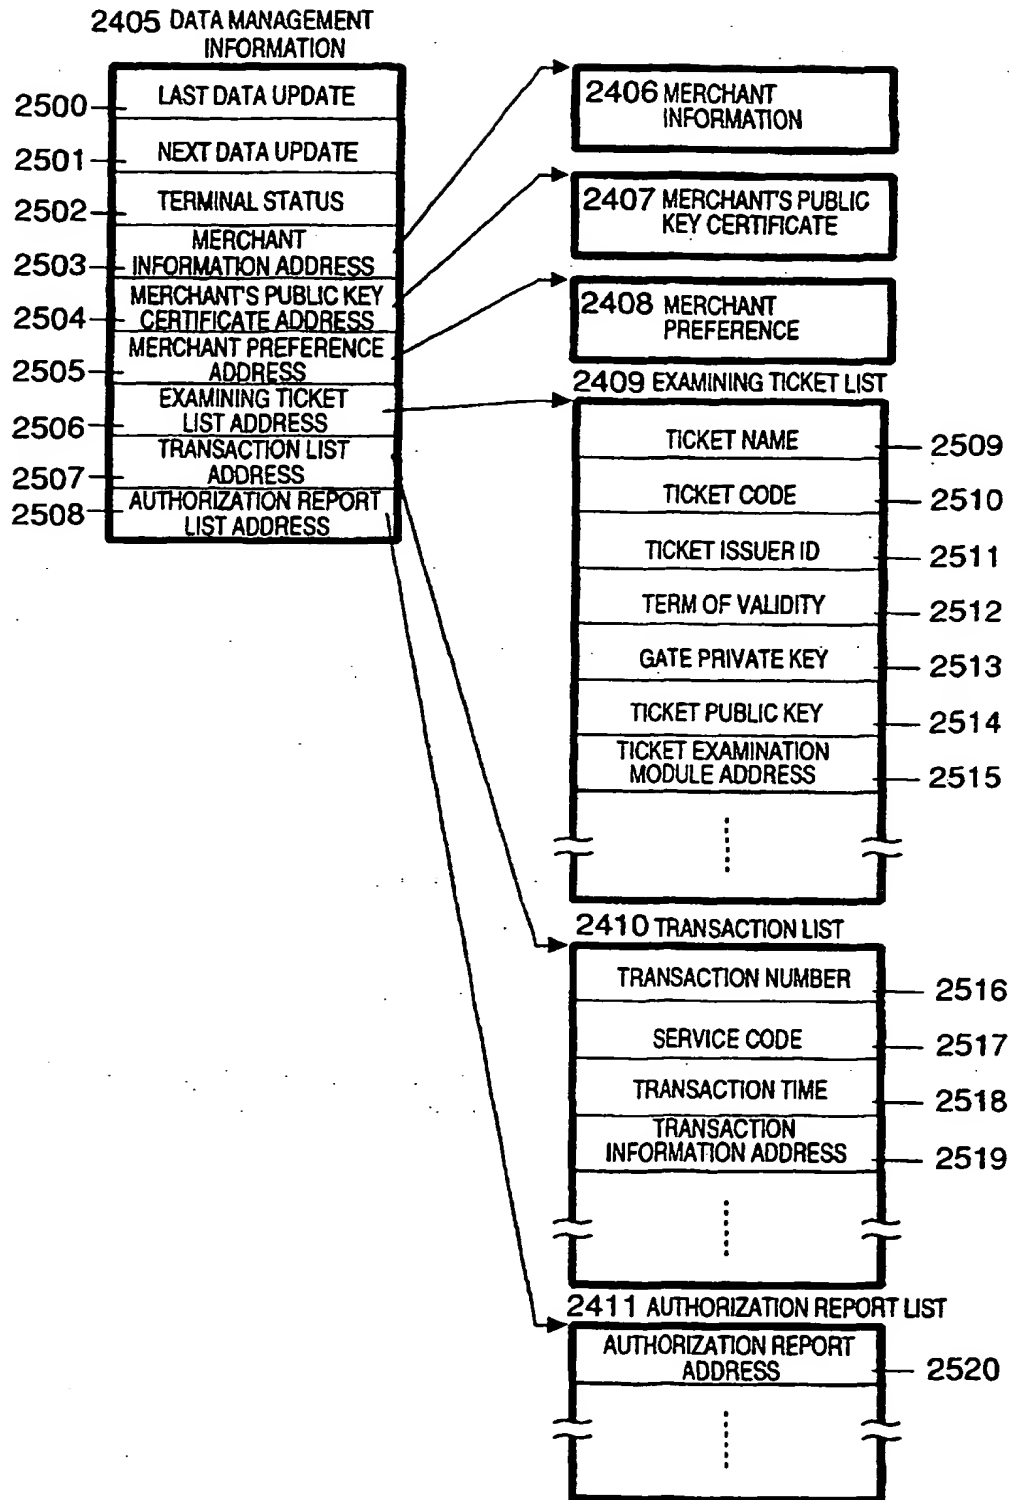 2405 DATA MANAGEMENT
INFORMATION
2500 LAST DATA UPDATE
2501 NEXT DATA UPDATE
2502 TERMINAL STATUS
2503 MERCHANT
INFORMATION ADDRESS
2504 MERCHANT'S PUBLIC KEY
CERTIFICATE ADDRESS
2505 MERCHANT PREFERENCE
ADDRESS
2506 EXAMINING TICKET
LIST ADDRESS
2507 TRANSACTION LIST
ADDRESS
2508 AUTHORIZATION REPORT
LIST ADDRESS
2406 MERCHANT
INFORMATION
2407 MERCHANT'S PUBLIC
KEY CERTIFICATE
2408 MERCHANT
PREFERENCE
2409 EXAMINING TICKET LIST
TICKET NAME 2509
TICKET CODE 2510
TICKET ISSUER ID 2511
TERM OF VALIDITY 2512
GATE PRIVATE KEY 2513
TICKET PUBLIC KEY 2514
TICKET EXAMINATION
MODULE ADDRESS 2515
2410 TRANSACTION LIST
TRANSACTION NUMBER 2516
SERVICE CODE 2517
TRANSACTION TIME 2518
TRANSACTION
INFORMATION ADDRESS 2519
2411 AUTHORIZATION REPORT LIST
AUTHORIZATION REPORT
ADDRESS 2520